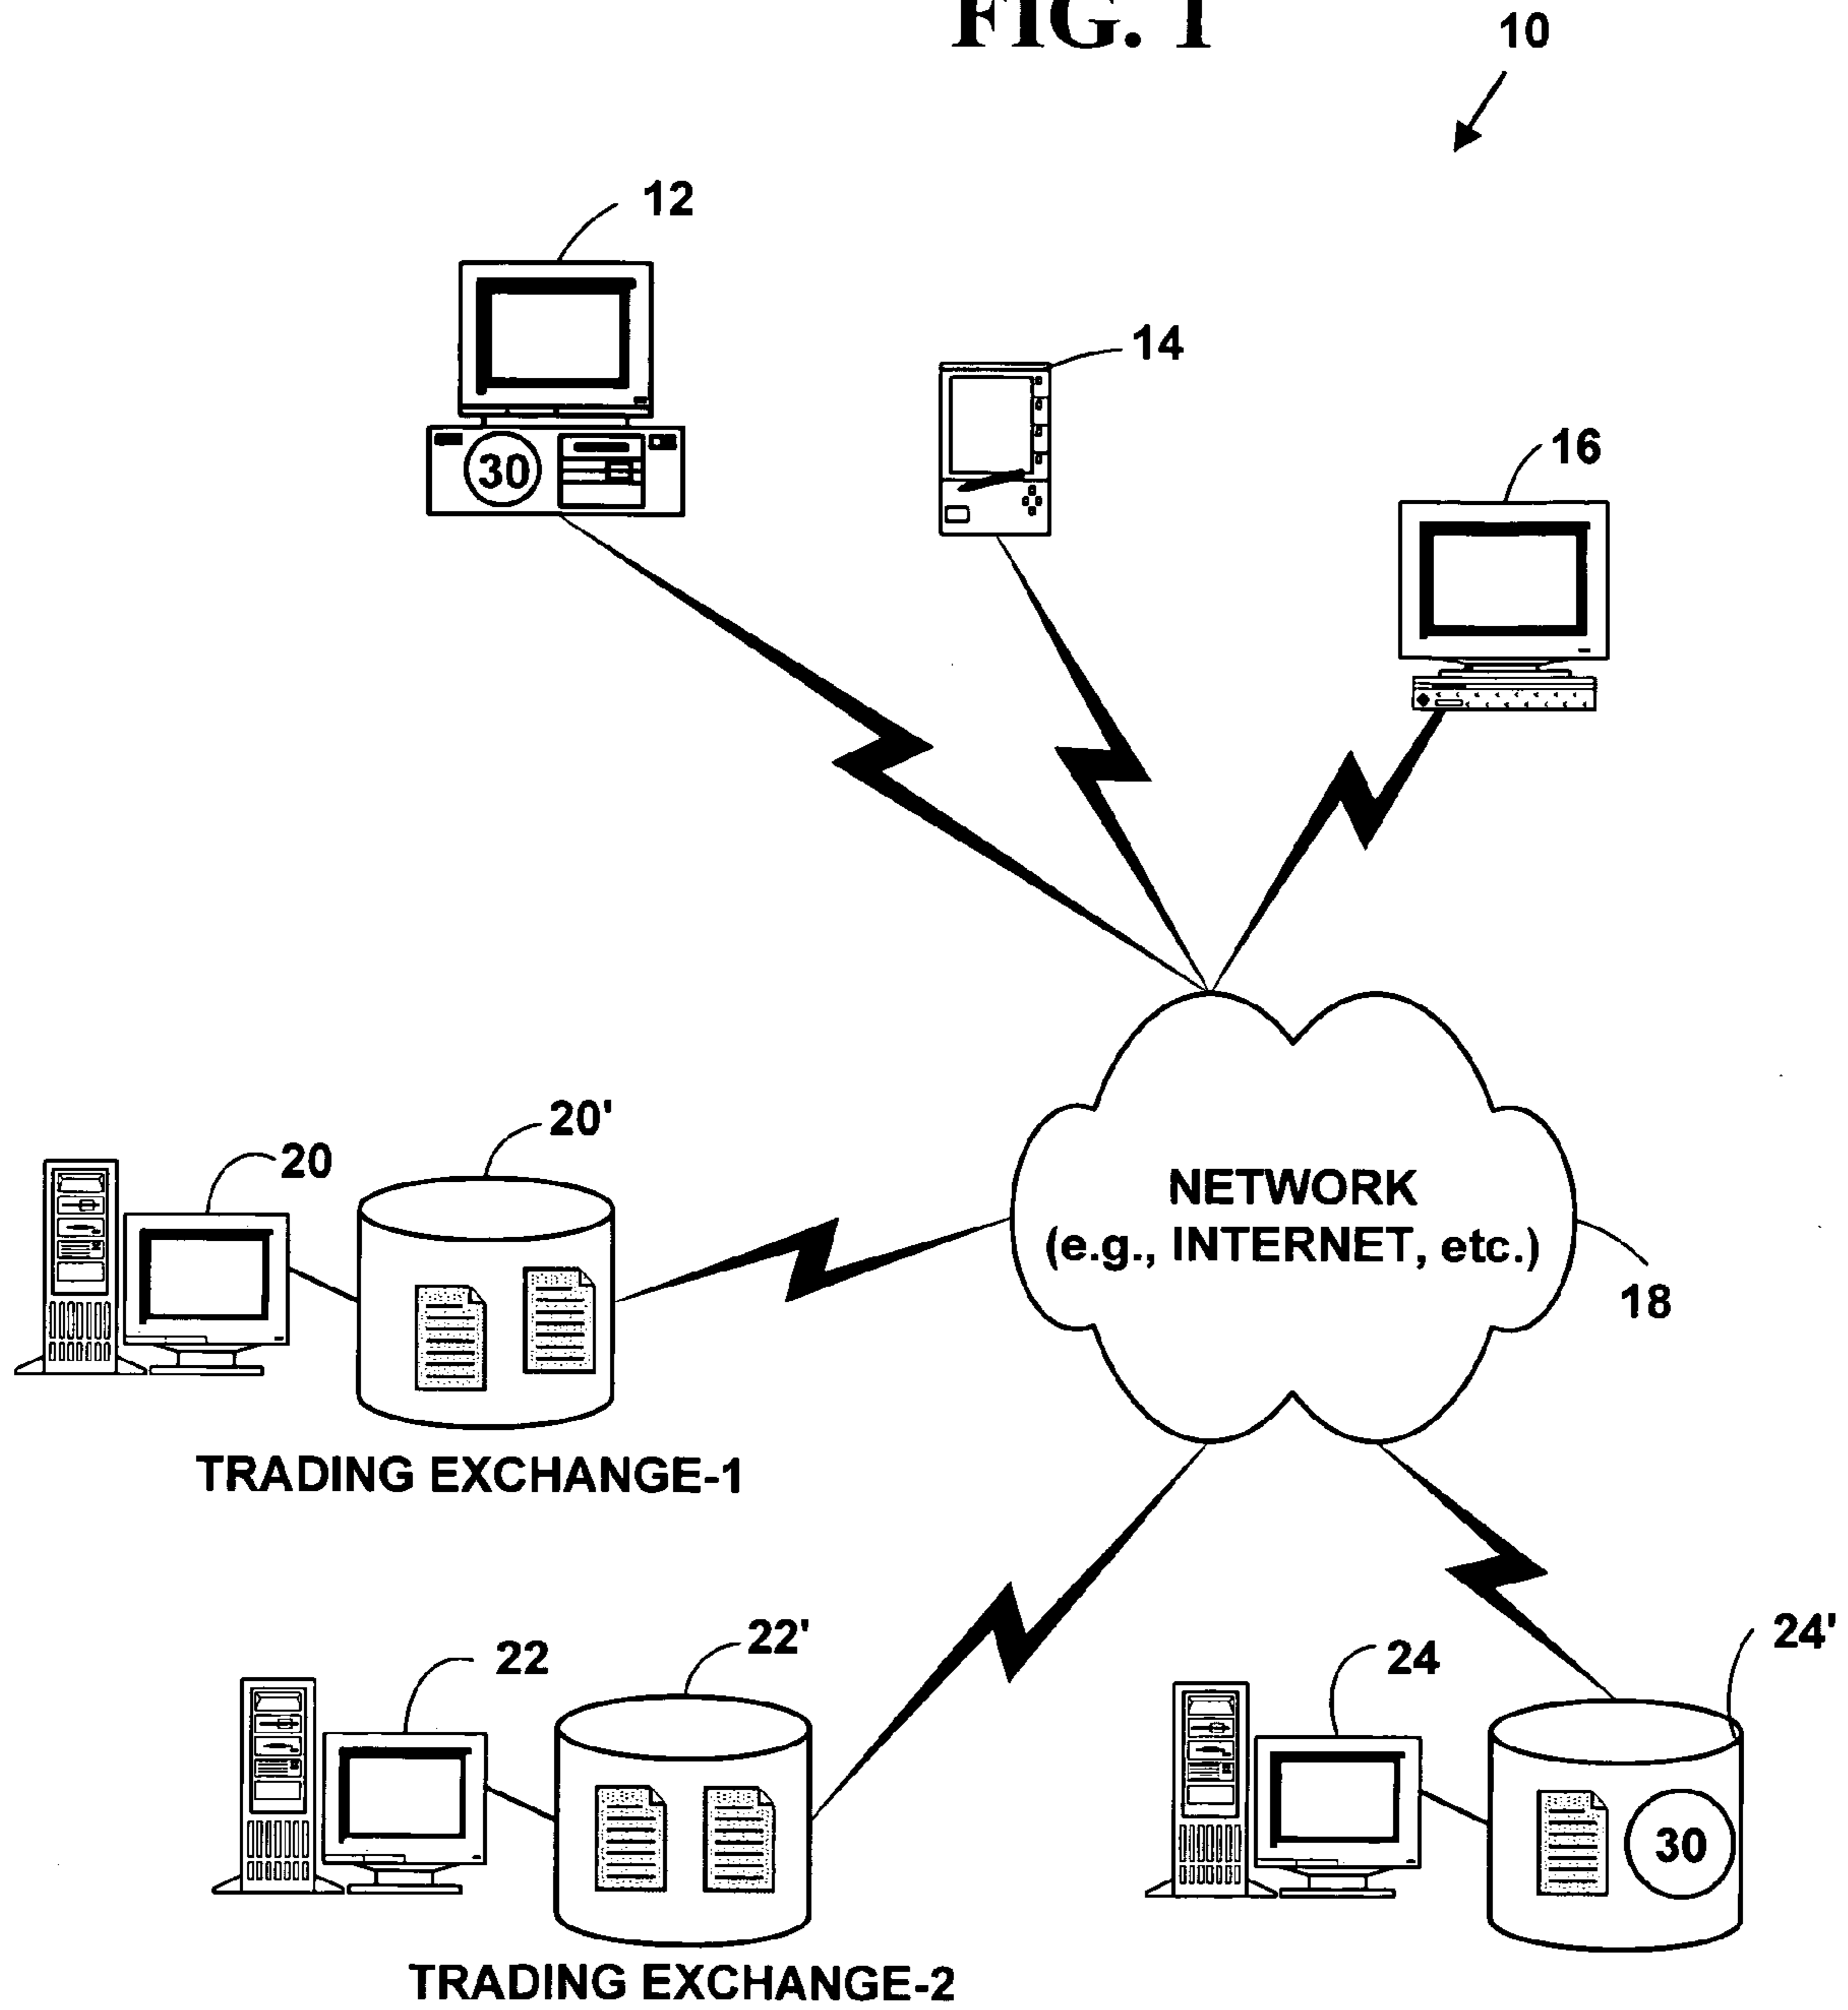 FIG. 1
10
12
14
30
16
20'
20
NETWORK
(e.g., INTERNET, etc.)
18
TRADING EXCHANGE-1
22'
22
24'
24
30
TRADING EXCHANGE-2